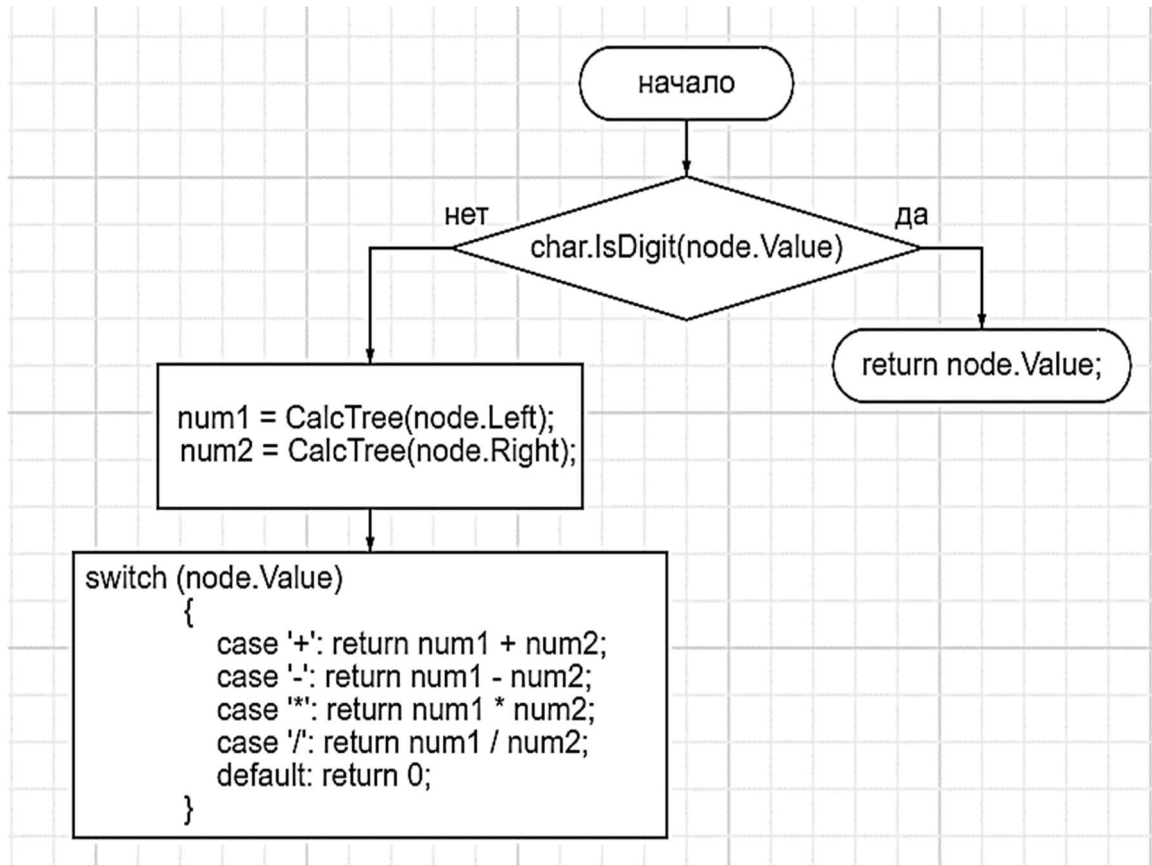 начало
нет
да
char.IsDigit(node.Value)
return node.Value;
num1 = CalcTree(node.Left);
num2 = CalcTree(node.Right);
switch (node.Value)
{
case '+': return num1 + num2;
case '-': return num1 - num2;
case '*': return num1 * num2;
case '/': return num1 / num2;
default: return 0;
}